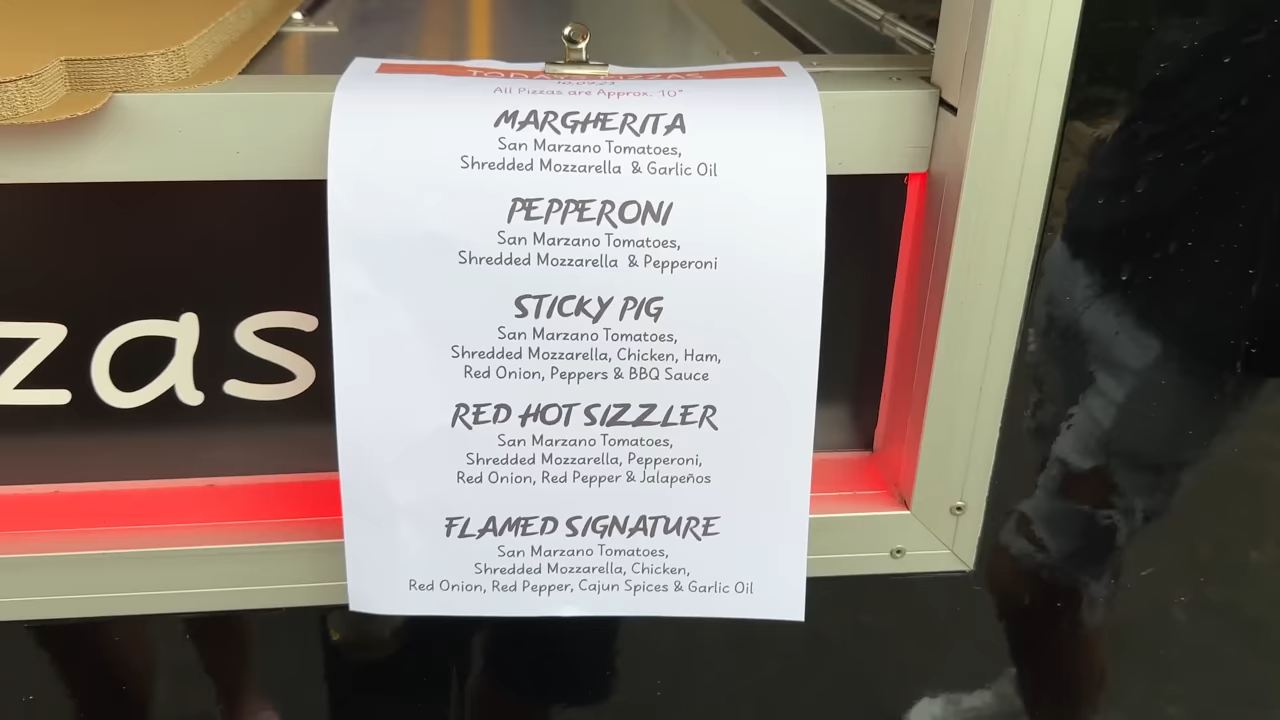 TODAYS PIZZAS
All Pizzas are Approx. 10"
MARGHERITA
San Marzano Tomatoes,
Shredded Mozzarella & Garlic Oil
PEPPERONI
San Marzano Tomatoes,
Shredded Mozzarella & Pepperoni
STICKY PIG
San Marzano Tomatoes,
Shredded Mozzarella, Chicken, Ham,
Red Onion, Peppers & BBQ Sauce
RED HOT SIZZLER
San Marzano Tomatoes,
Shredded Mozzarella, Pepperoni,
Red Onion, Red Pepper & Jalapeños
FLAMED SIGNATURE
San Marzano Tomatoes,
Shredded Mozzarella, Chicken,
Red Onion, Red Pepper, Cajun Spices & Garlic Oil
zzas